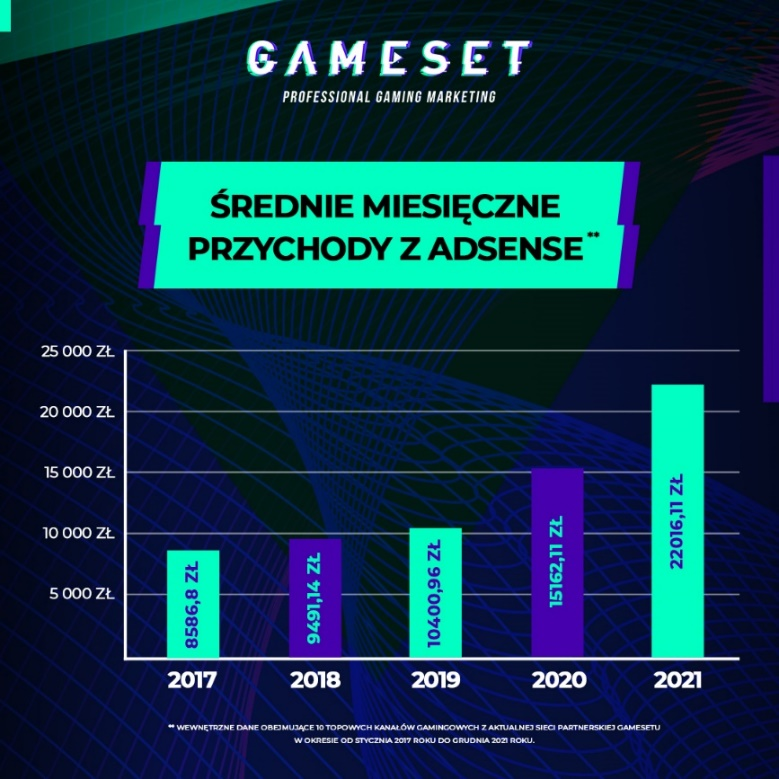 GAMESET
PROFESSIONAL GAMING MARKETING
ŚREDNIE MIESIĘCZNE
PRZYCHODY Z ADSENSE**
25 000 ZŁ
20 000 ZŁ
15 000 ZŁ
10 000 ZŁ
5 000 ZŁ
8586,8 ZŁ
9491,14 ZŁ
10400,96 ZŁ
15162,11 ZŁ
22016,11 ZŁ
2017 2018 2019 2020 2021
** WEWNĘTRZNE DANE OBEJMUJĄCE 10 TOPOWYCH KANAŁÓW GAMINGOWYCH Z AKTUALNEJ SIECI PARTNERSKIEJ GAMESETU
W OKRESIE OD STYCZNIA 2017 ROKU DO GRUDNIA 2021 ROKU.